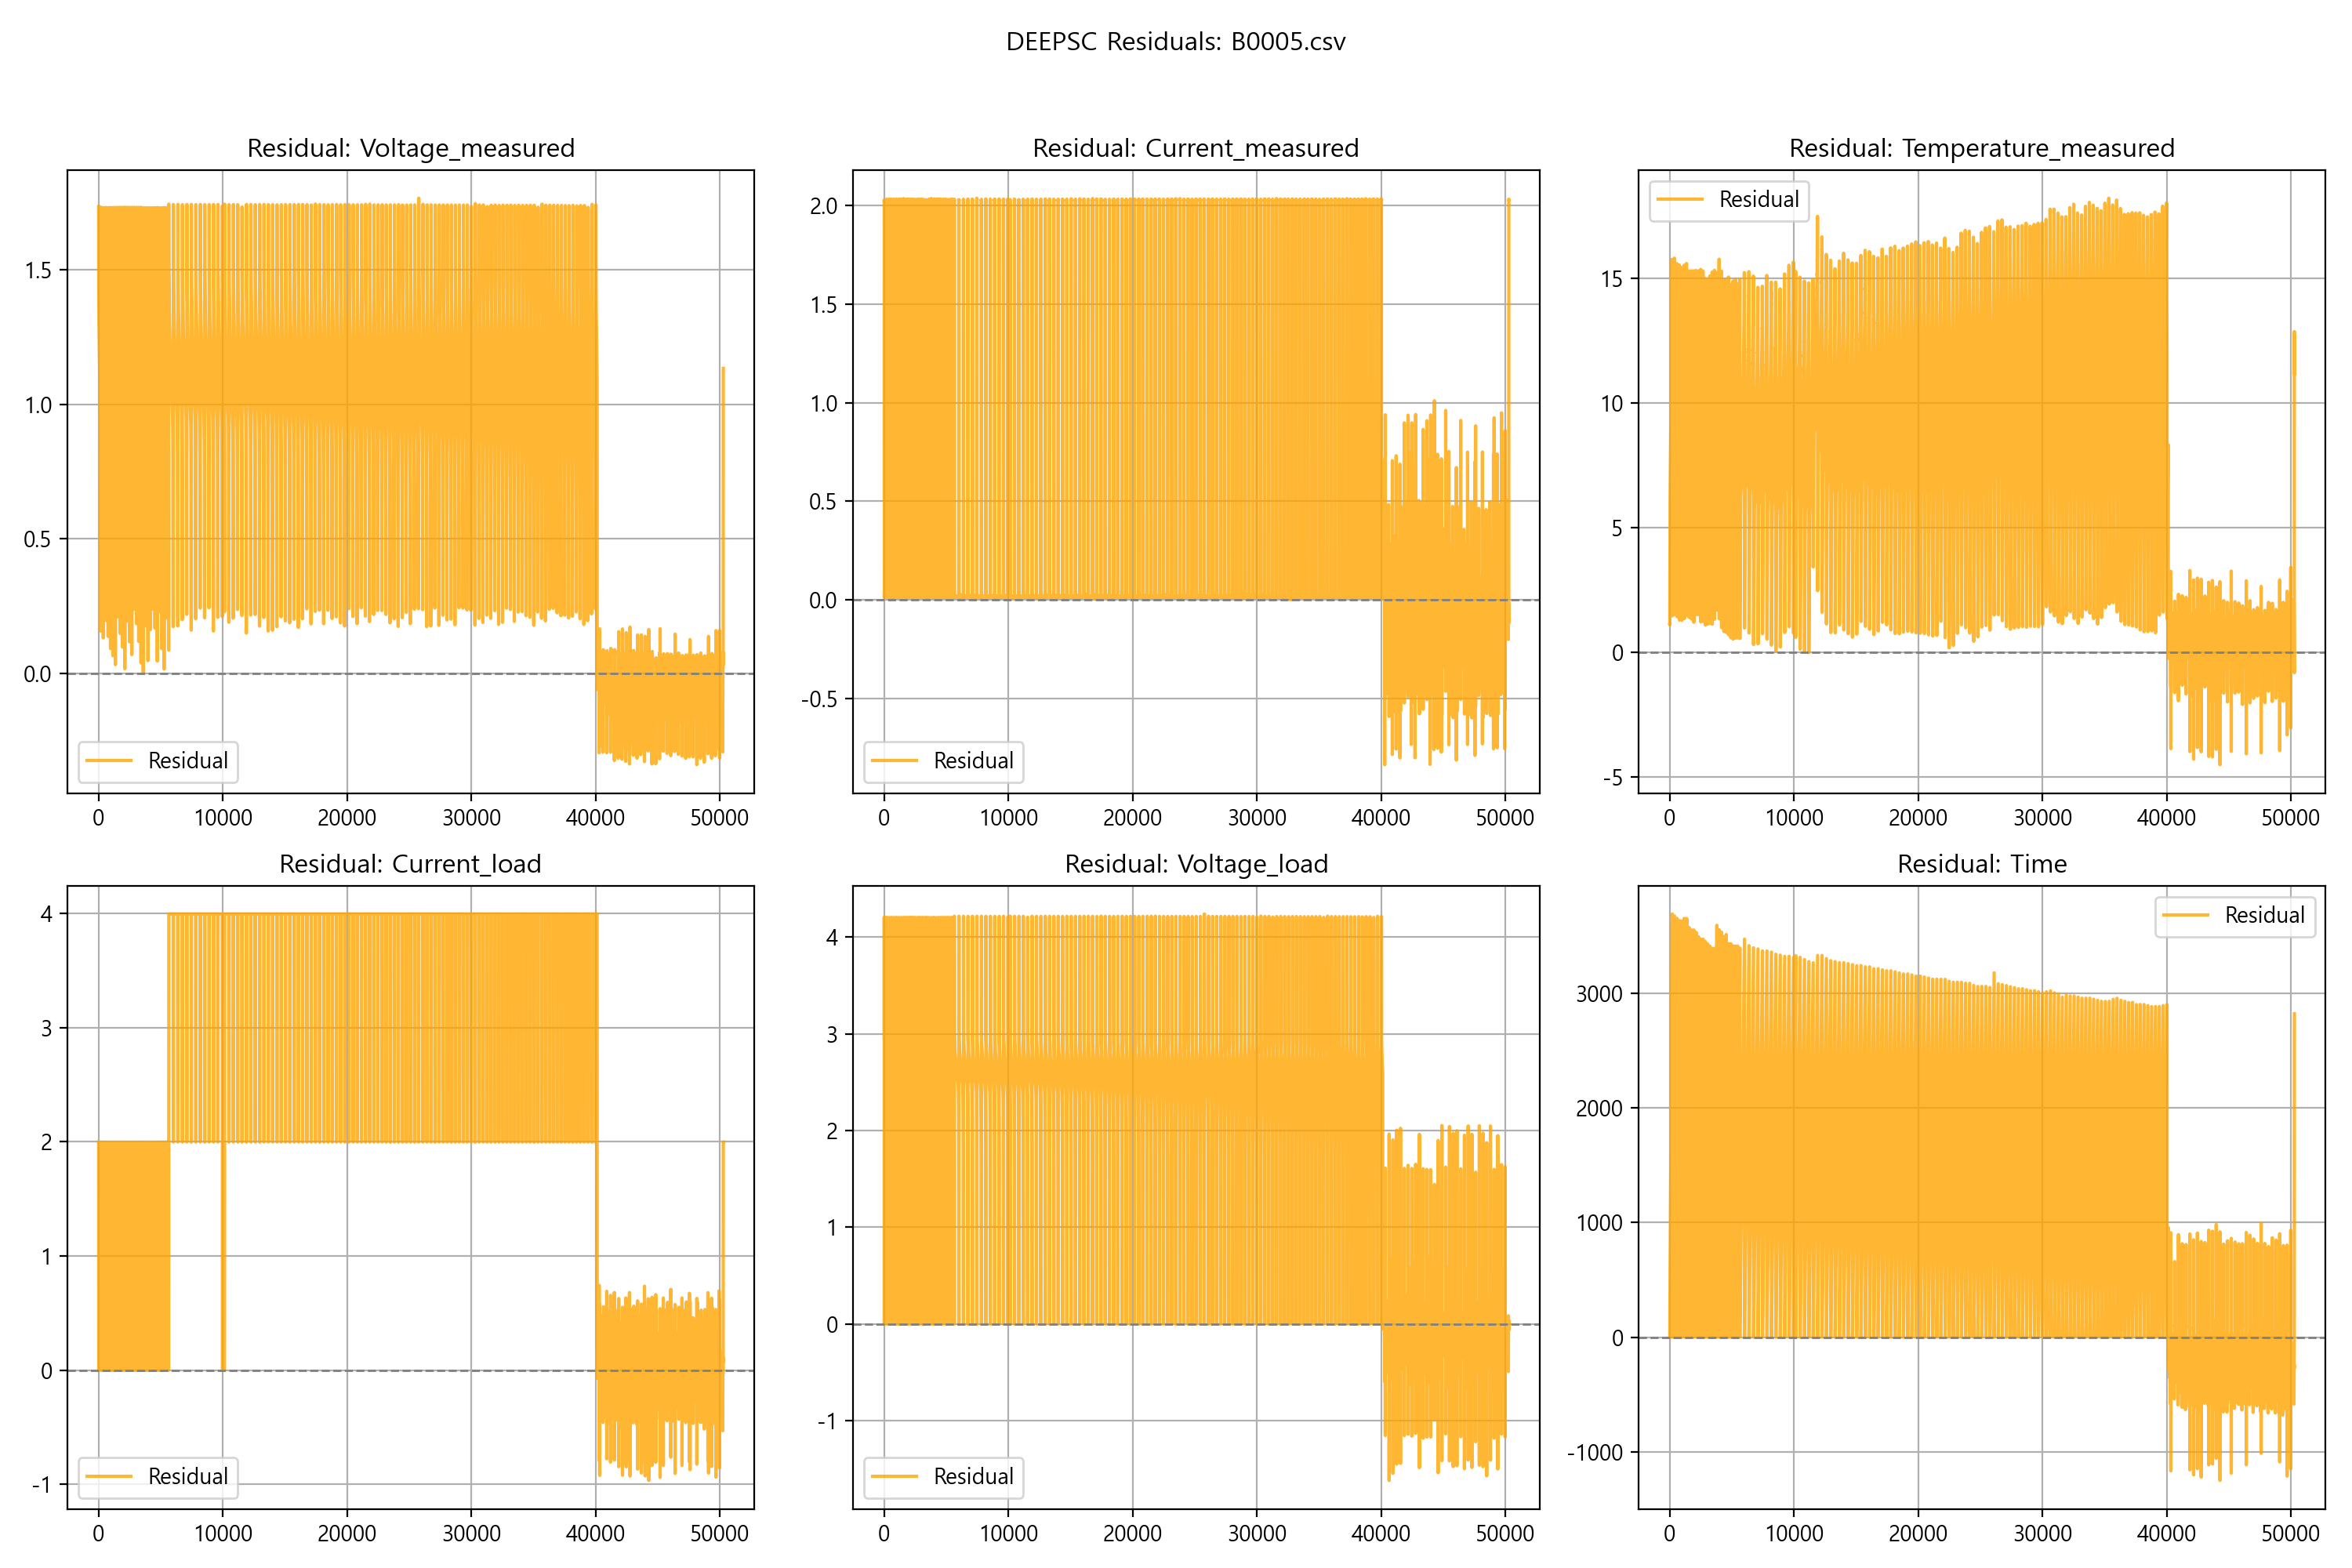 DEEPSC Residuals: B0005.csv
Residual: Voltage_measured
1.5
1.0
0.5
0.0
Residual
0 10000 20000 30000 40000 50000
Residual: Current_measured
2.0
1.5
1.0
0.5
0.0
-0.5
Residual
0 10000 20000 30000 40000 50000
Residual: Temperature_measured
Residual
15
10
5
0
-5
0 10000 20000 30000 40000 50000
Residual: Current_load
4
3
2
1
0
-1
Residual
0 10000 20000 30000 40000 50000
Residual: Voltage_load
4
3
2
1
0
-1
Residual
0 10000 20000 30000 40000 50000
Residual: Time
Residual
3000
2000
1000
0
-1000
0 10000 20000 30000 40000 50000